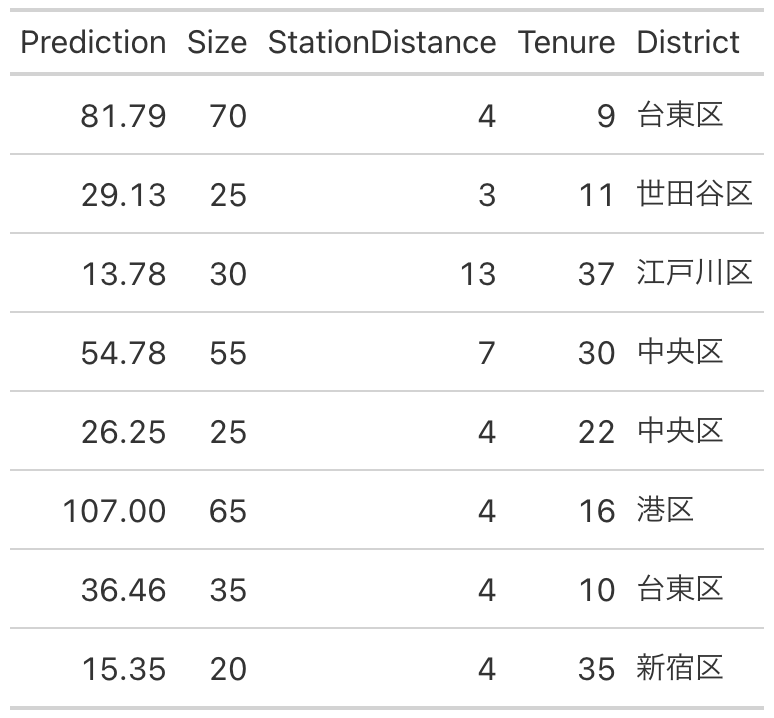 Prediction Size StationDistance Tenure District
81.79 70 4 9 台東区
29.13 25 3 11 世田谷区
13.78 30 13 37 江戸川区
54.78 55 7 30 中央区
26.25 25 4 22 中央区
107.00 65 4 16 港区
36.46 35 4 10 台東区
15.35 20 4 35 新宿区